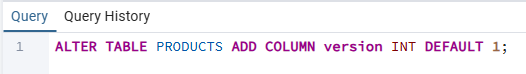 Query Query History
1 ALTER TABLE PRODUCTS ADD COLUMN version INT DEFAULT 1;